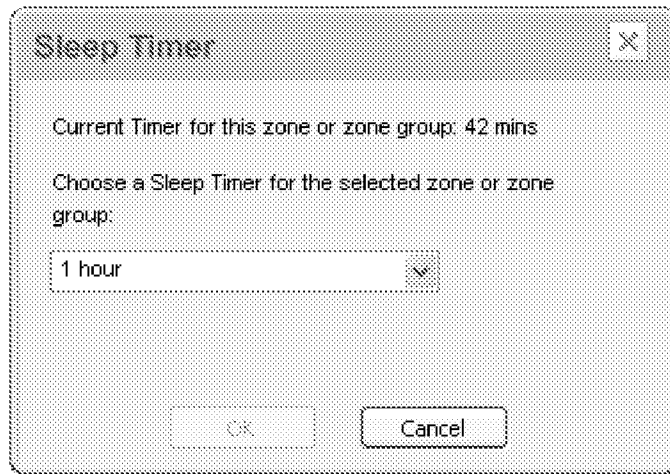 Sleep Timer
Current Timer for this zone or zone group: 42 mins
Choose a Sleep Timer for the selected zone or zone
group:
1 hour
OK
Cancel